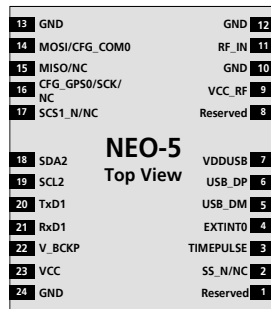 13 GND GND 12
14 MOSI/CFG_COM0 RF_IN 11
15 MISO/NC GND 10
16 CFG_GPS0/SCK/
NC VCC_RF 9
17 SCS1_N/NC Reserved 8
NEO-5
Top View
18 SDA2 VDDUSB 7
19 SCL2 USB_DP 6
20 TxD1 USB_DM 5
21 RxD1 EXTINT0 4
22 V_BCKP TIMEPULSE 3
23 VCC SS_N/NC 2
24 GND Reserved 1